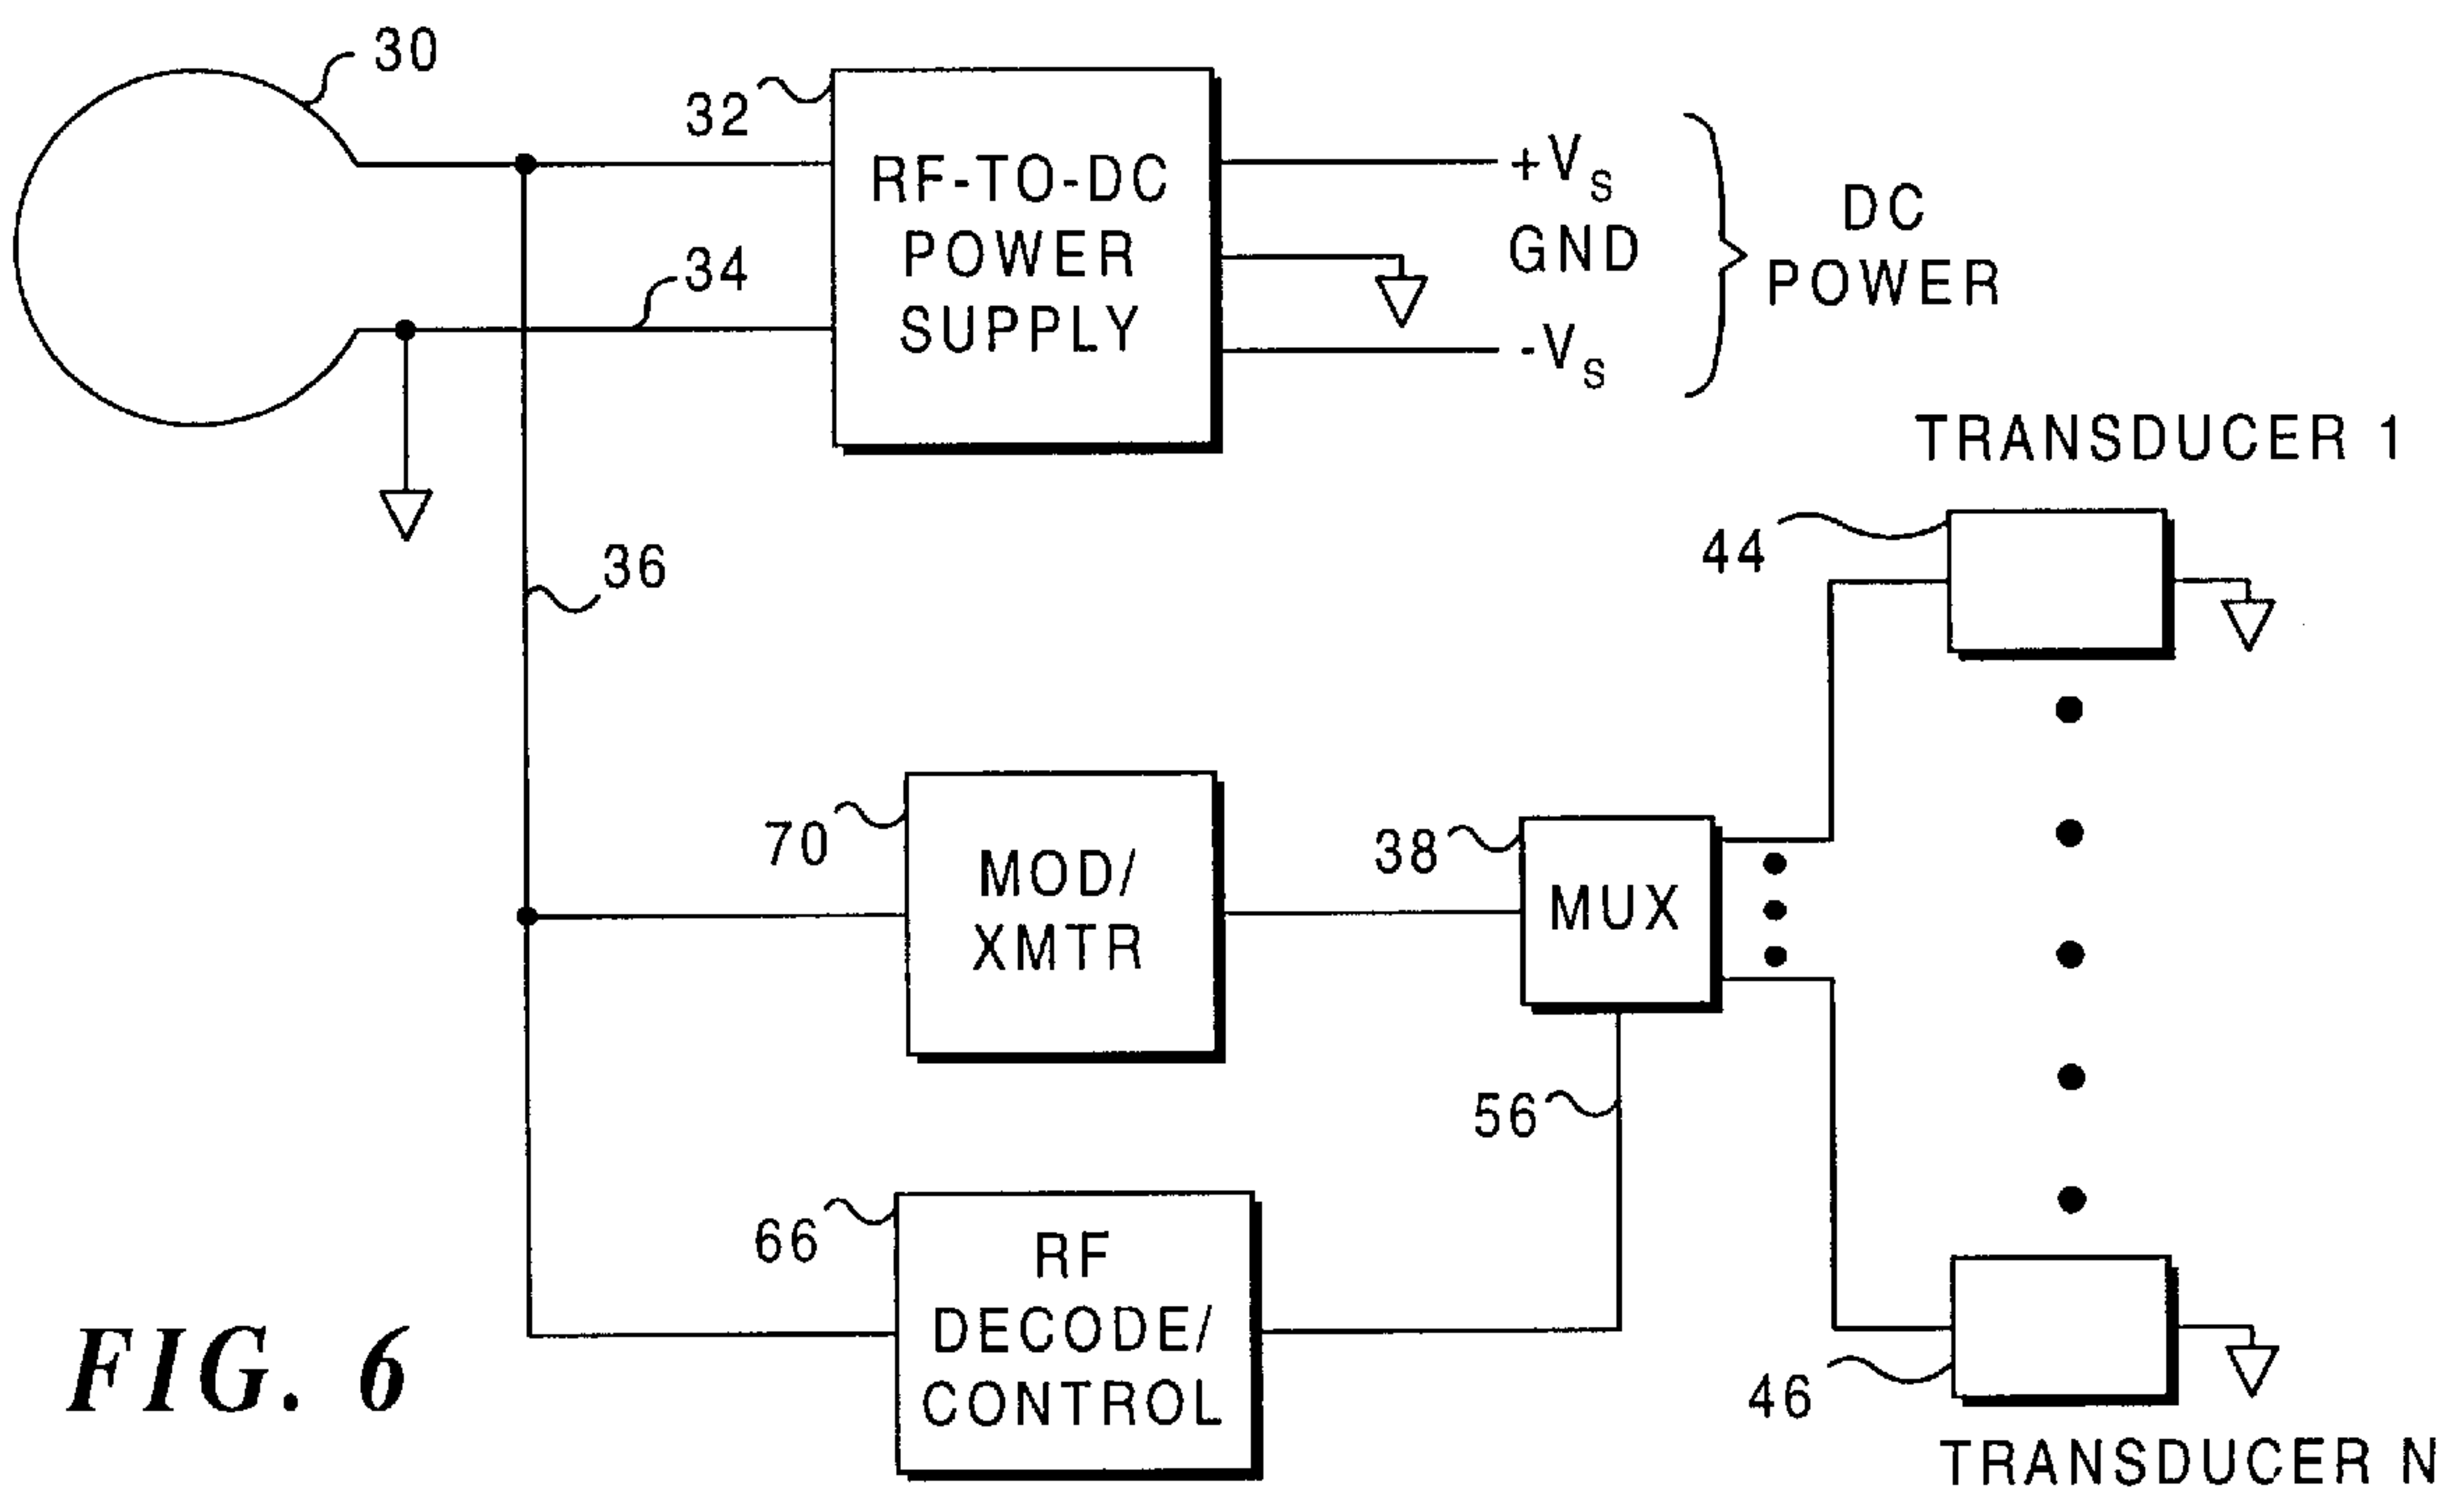 30
32
RF-TO-DC
POWER
SUPPLY
+VS
GND
-VS
DC
POWER
34
TRANSDUCER 1
44
36
70
MOD/
XMTR
38
MUX
56
66
RF
DECODE/
CONTROL
46
TRANSDUCER N
FIG. 6